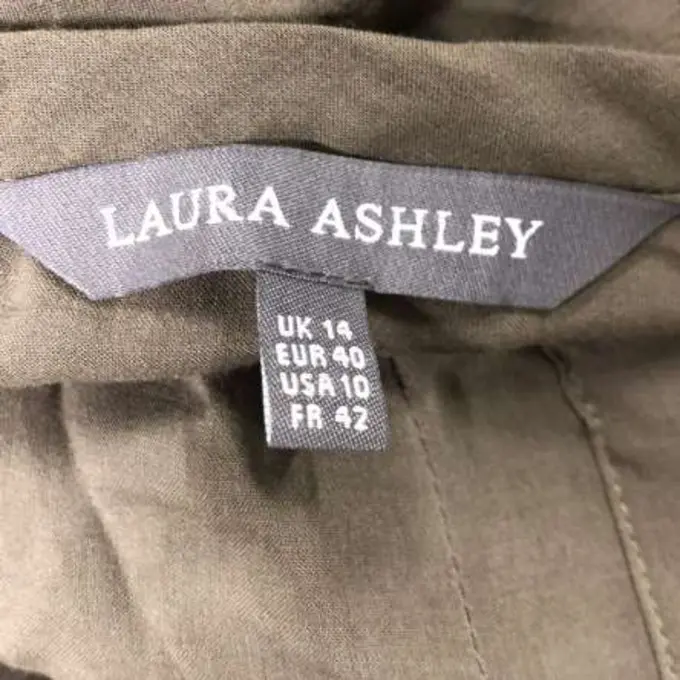 LAURA ASHLEY
UK 14
EUR 40
USA 10
FR 42